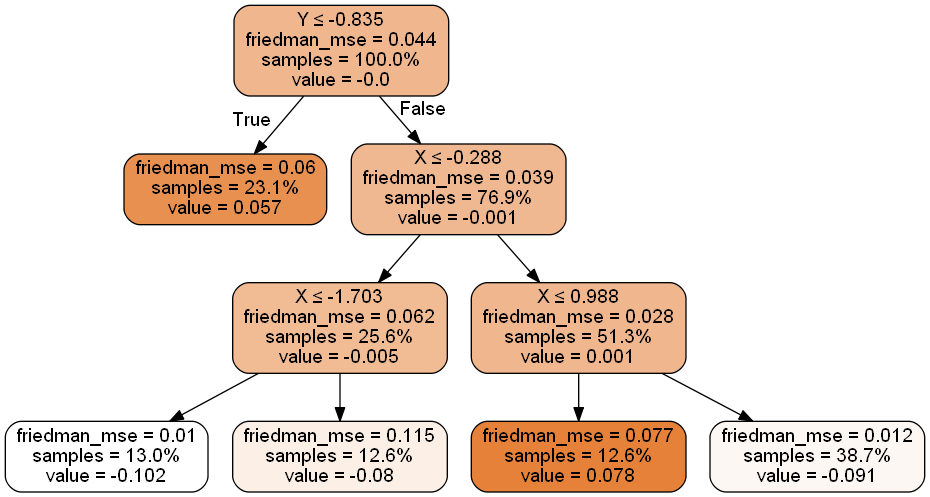 Y ≤ -0.835
friedman_mse = 0.044
samples = 100.0%
value = -0.0
True
False
friedman_mse = 0.06
samples = 23.1%
value = 0.057
X ≤ -0.288
friedman_mse = 0.039
samples = 76.9%
value = -0.001
X ≤ -1.703
friedman_mse = 0.062
samples = 25.6%
value = -0.005
X ≤ 0.988
friedman_mse = 0.028
samples = 51.3%
value = 0.001
friedman_mse = 0.01
samples = 13.0%
value = -0.102
friedman_mse = 0.115
samples = 12.6%
value = -0.08
friedman_mse = 0.077
samples = 12.6%
value = 0.078
friedman_mse = 0.012
samples = 38.7%
value = -0.091